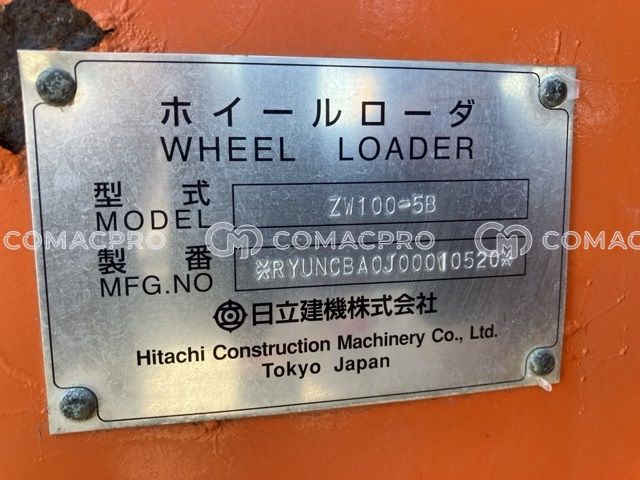 ホイールローダ
WHEEL LOADER
型式
MODEL ZW100-5B
COMACPRO COMACPRO COMACPRO
製番
MFG.NO ※RYUNCBA0J00010520※
日立建機株式会社
Hitachi Construction Machinery Co., Ltd.
Tokyo Japan